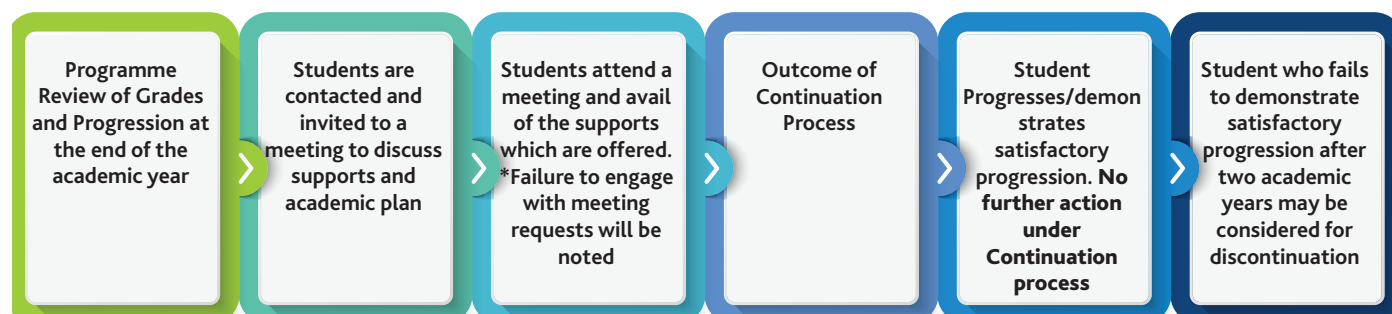 Programme
Review of Grades
and Progression at
the end of the
academic year
Students are
contacted and
invited to a
meeting to discuss
supports and
academic plan
Students attend a
meeting and avail
of the supports
which are offered.
*Failure to engage
with meeting
requests will be
noted
Outcome of
Continuation
Process
Student
Progresses/demon
strates
satisfactory
progression. No
further action
under
Continuation
process
Student who fails
to demonstrate
satisfactory
progression after
two academic
years may be
considered for
discontinuation